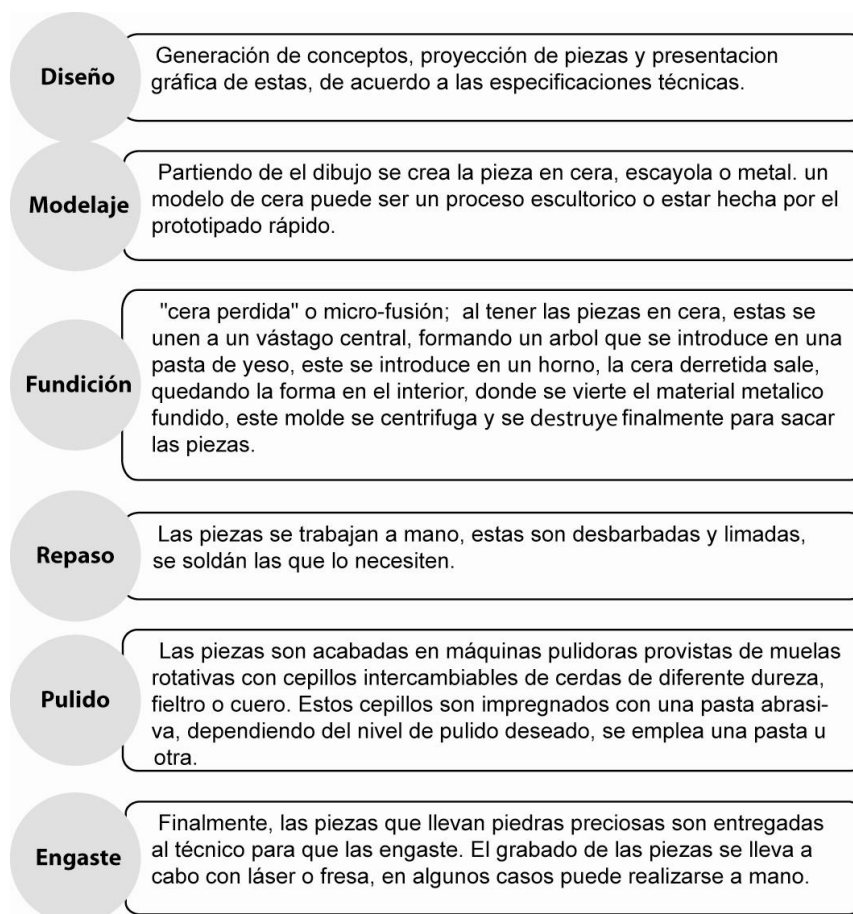 Diseño
Generación de conceptos, proyección de piezas y presentacion
gráfica de estas, de acuerdo a las especificaciones técnicas.
Modelaje
Partiendo de el dibujo se crea la pieza en cera, escayola o metal. un
modelo de cera puede ser un proceso escultorico o estar hecha por el
prototipado rápido.
Fundición
"cera perdida" o micro-fusión; al tener las piezas en cera, estas se
unen a un vástago central, formando un arbol que se introduce en una
pasta de yeso, este se introduce en un horno, la cera derretida sale,
quedando la forma en el interior, donde se vierte el material metalico
fundido, este molde se centrifuga y se destruye finalmente para sacar
las piezas.
Repaso
Las piezas se trabajan a mano, estas son desbarbadas y limadas,
se soldán las que lo necesiten.
Pulido
Las piezas son acabadas en máquinas pulidoras provistas de muelas
rotativas con cepillos intercambiables de cerdas de diferente dureza,
fieltro o cuero. Estos cepillos son impregnados con una pasta abrasi-
va, dependiendo del nivel de pulido deseado, se emplea una pasta u
otra.
Engaste
Finalmente, las piezas que llevan piedras preciosas son entregadas
al técnico para que las engaste. El grabado de las piezas se lleva a
cabo con láser o fresa, en algunos casos puede realizarse a mano.